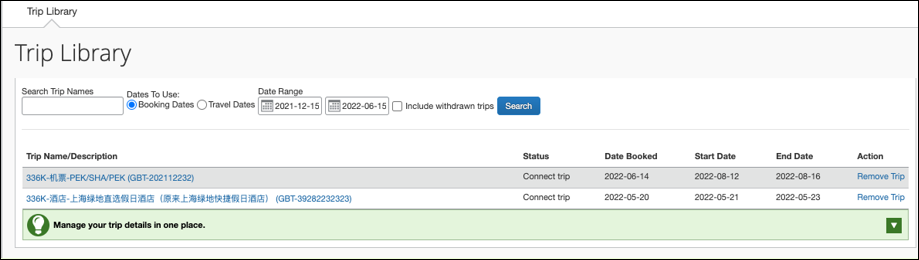 Trip Library
Trip Library
Search Trip Names
Dates To Use:
Booking Dates Travel Dates
Date Range
2021-12-15 2022-06-15
Include withdrawn trips
Search
Trip Name/Description Status Date Booked Start Date End Date Action
336K-机票-PEK/SHA/PEK (GBT-202112232) Connect trip 2022-06-14 2022-08-12 2022-08-16 Remove Trip
336K-酒店-上海绿地直选假日酒店（原来上海绿地快捷假日酒店） (GBT-39282232323) Connect trip 2022-05-20 2022-05-21 2022-05-23 Remove Trip
Manage your trip details in one place.